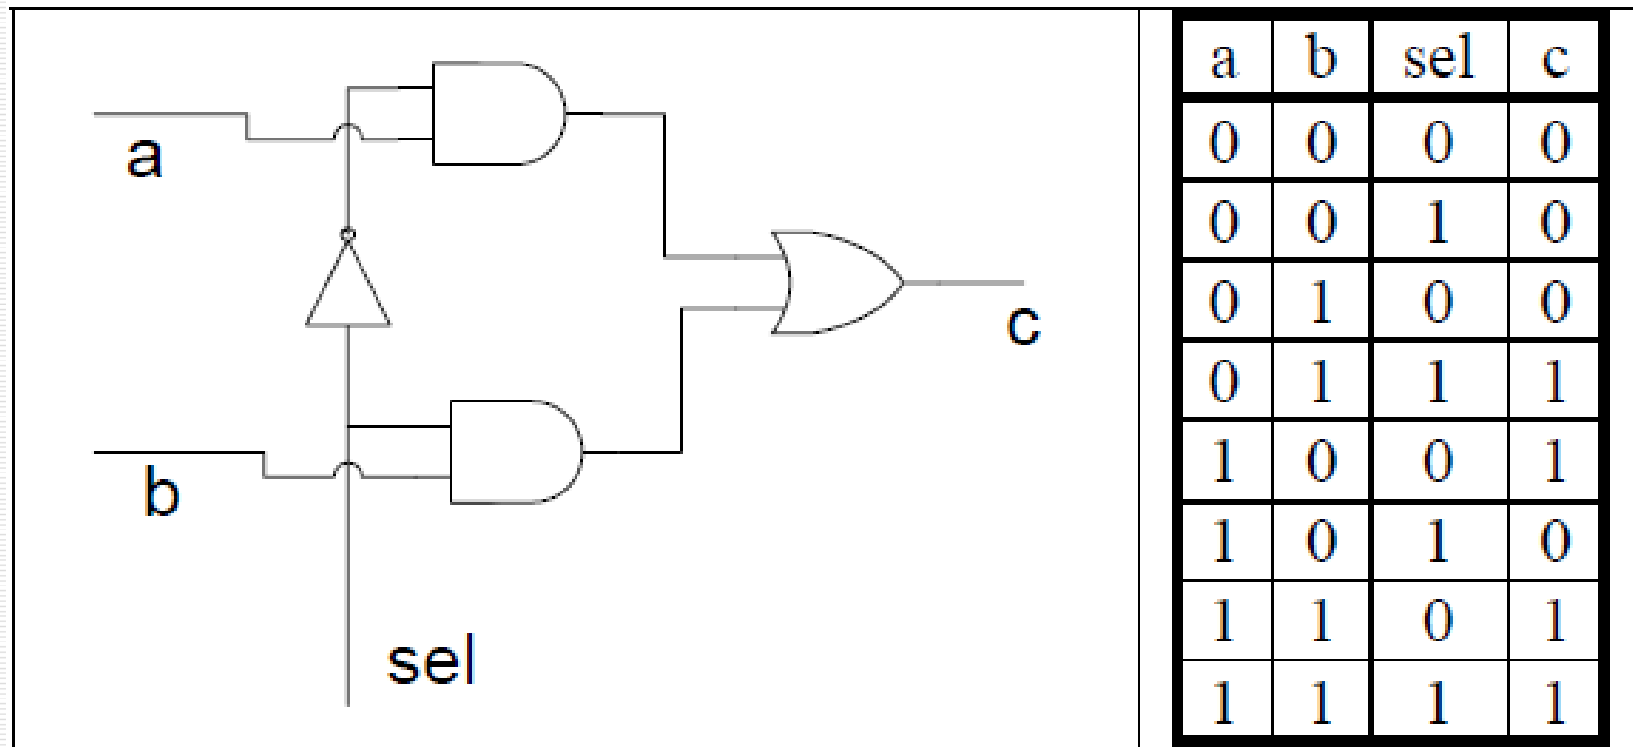 a
b
sel
c
a b sel c
0 0 0 0
0 0 1 0
0 1 0 0
0 1 1 1
1 0 0 1
1 0 1 0
1 1 0 1
1 1 1 1